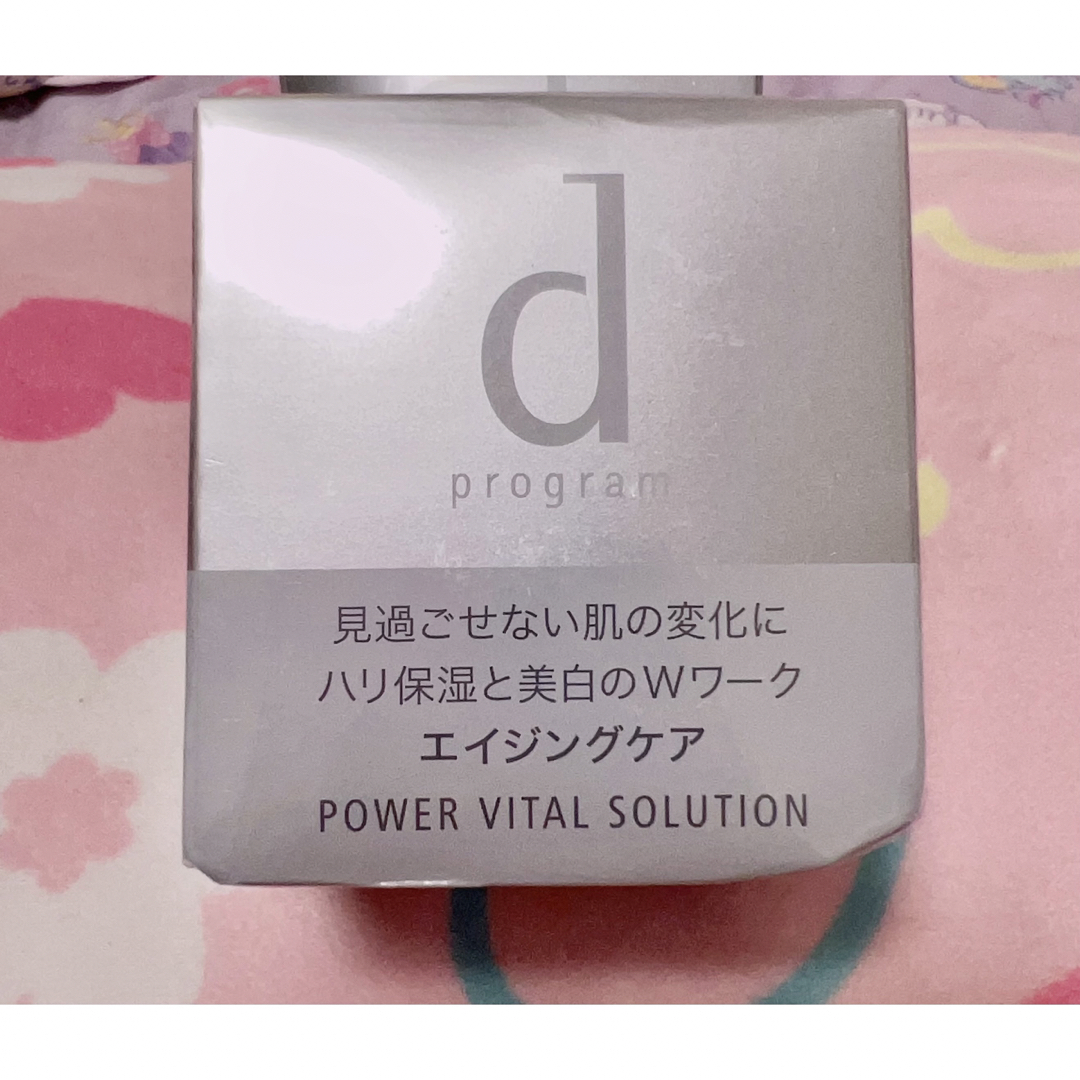 d
program
見過ごせない肌の変化に
ハリ保湿と美白のWワーク
エイジングケア
POWER VITAL SOLUTION